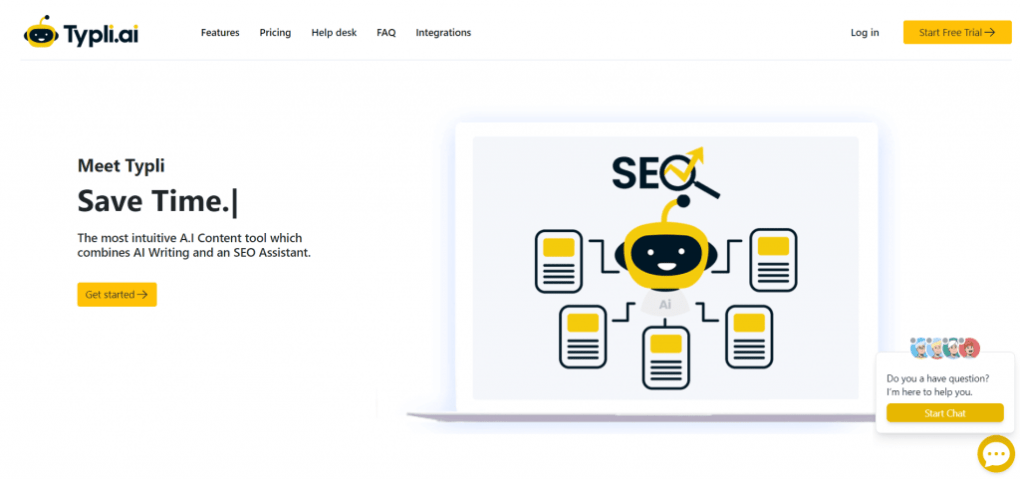 Typli.ai
Features Pricing Help desk FAQ Integrations Log in Start Free Trial→
Meet Typli
Save Time.|
The most intuitive A.I Content tool which
combines AI Writing and an SEO Assistant.
Get started→
SEO
Ai
Do you a have question?
I'm here to help you.
Start Chat